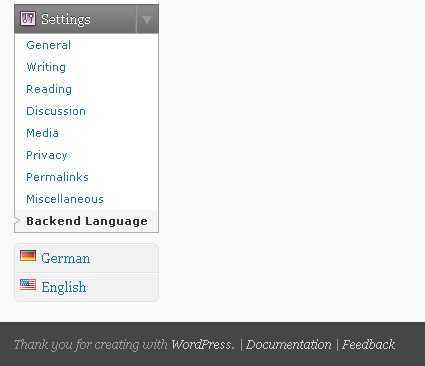 Settings
General
Writing
Reading
Discussion
Media
Privacy
Permalinks
Miscellaneous
Backend Language
German
English
Thank you for creating with WordPress. | Documentation | Feedback